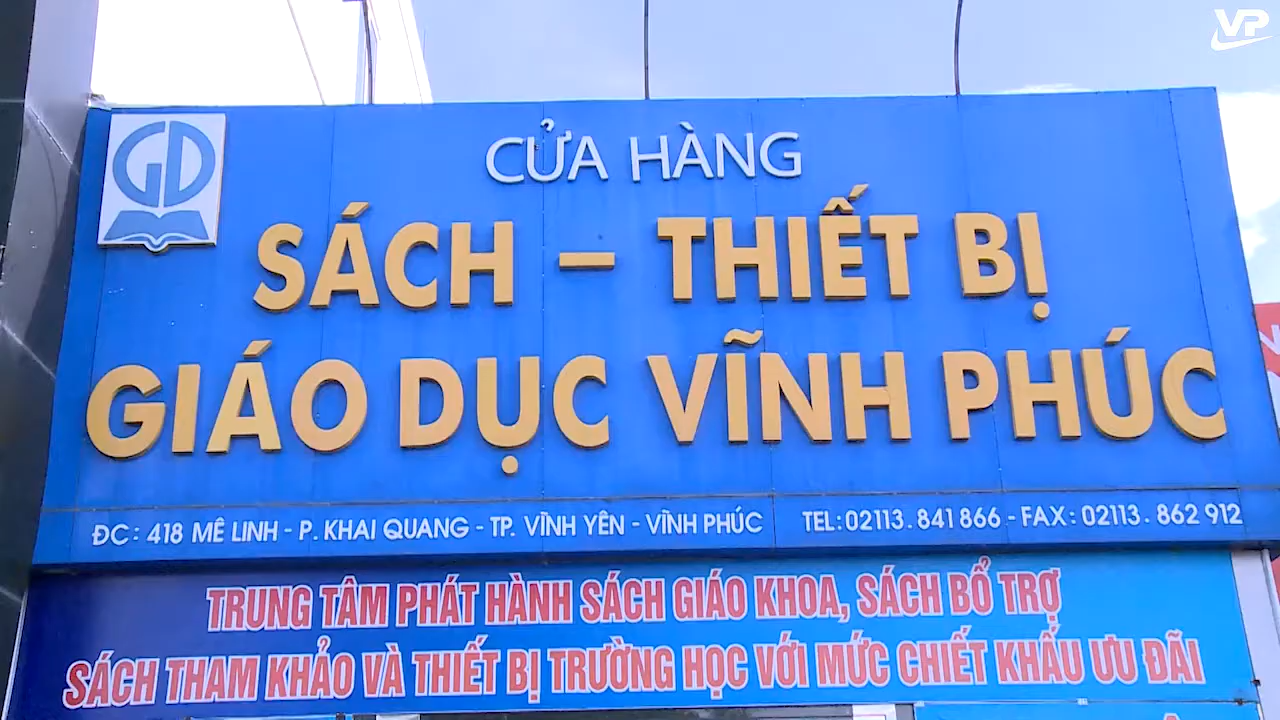 VP
GD
CỬA HÀNG
SÁCH – THIẾT BỊ
GIÁO DỤC VĨNH PHÚC
ĐC: 418 MÊ LINH - P. KHAI QUANG - TP. VĨNH YÊN - VĨNH PHÚC TEL: 02113. 841 866 - FAX: 02113. 862 912
TRUNG TÂM PHÁT HÀNH SÁCH GIÁO KHOA, SÁCH BỔ TRỢ
SÁCH THAM KHẢO VÀ THIẾT BỊ TRƯỜNG HỌC VỚI MỨC CHIẾT KHẤU ƯU ĐÃI